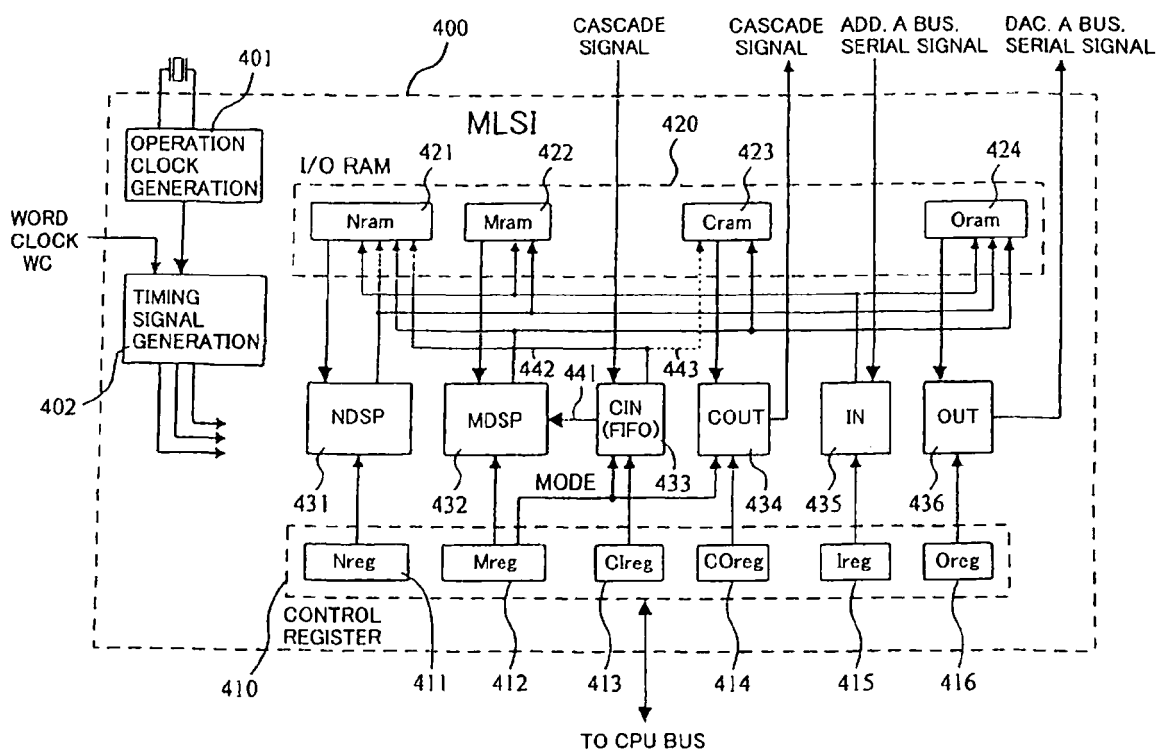 400
CASCADE
SIGNAL
CASCADE
SIGNAL
ADD. A BUS.
SERIAL SIGNAL
DAC. A BUS.
SERIAL SIGNAL
401
MLSI
420
OPERATION
CLOCK
GENERATION
I/O RAM
421
422
423
424
Nram
Mram
Cram
Oram
WORD
CLOCK
WC
TIMING
SIGNAL
GENERATION
402
442
443
441
NDSP
MDSP
CIN
(FIFO)
COUT
IN
OUT
431
432
MODE
433
434
435
436
Nreg
Mreg
CIreg
COreg
Ireg
Oreg
CONTROL
REGISTER
410
411
412
413
414
415
416
TO CPU BUS